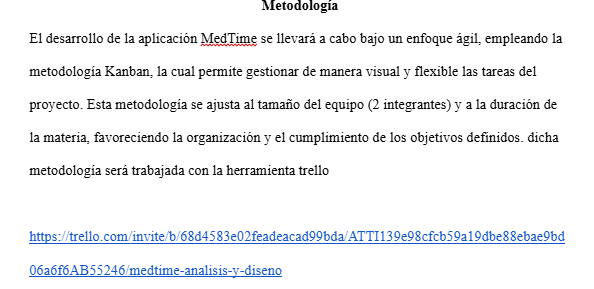 Metodología
El desarrollo de la aplicación MedTime se llevará a cabo bajo un enfoque ágil, empleando la
metodología Kanban, la cual permite gestionar de manera visual y flexible las tareas del
proyecto. Esta metodología se ajusta al tamaño del equipo (2 integrantes) y a la duración de
la materia, favoreciendo la organización y el cumplimiento de los objetivos definidos. dicha
metodología será trabajada con la herramienta trello
https://trello.com/invite/b/68d4583e02feadeacad99bda/ATTI139e98cfcb59a19dbe88ebae9bd
06a6f6AB55246/medtime-analisis-y-diseno